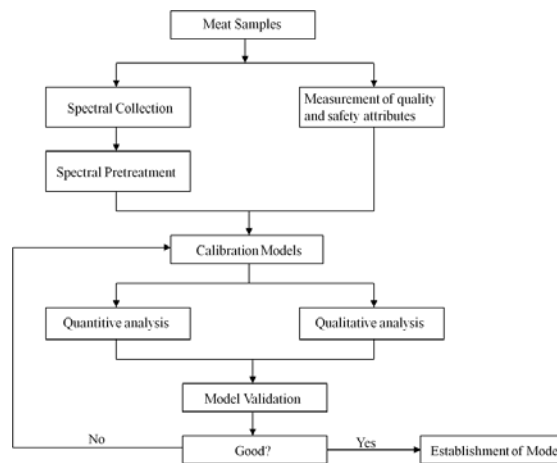 Meat Samples
Spectral Collection
Measurement of quality
and safety attributes
Spectral Pretreatment
Calibration Models
Quantitive analysis
Qualitative analysis
Model Validation
No
Good?
Yes
Establishment of Mode